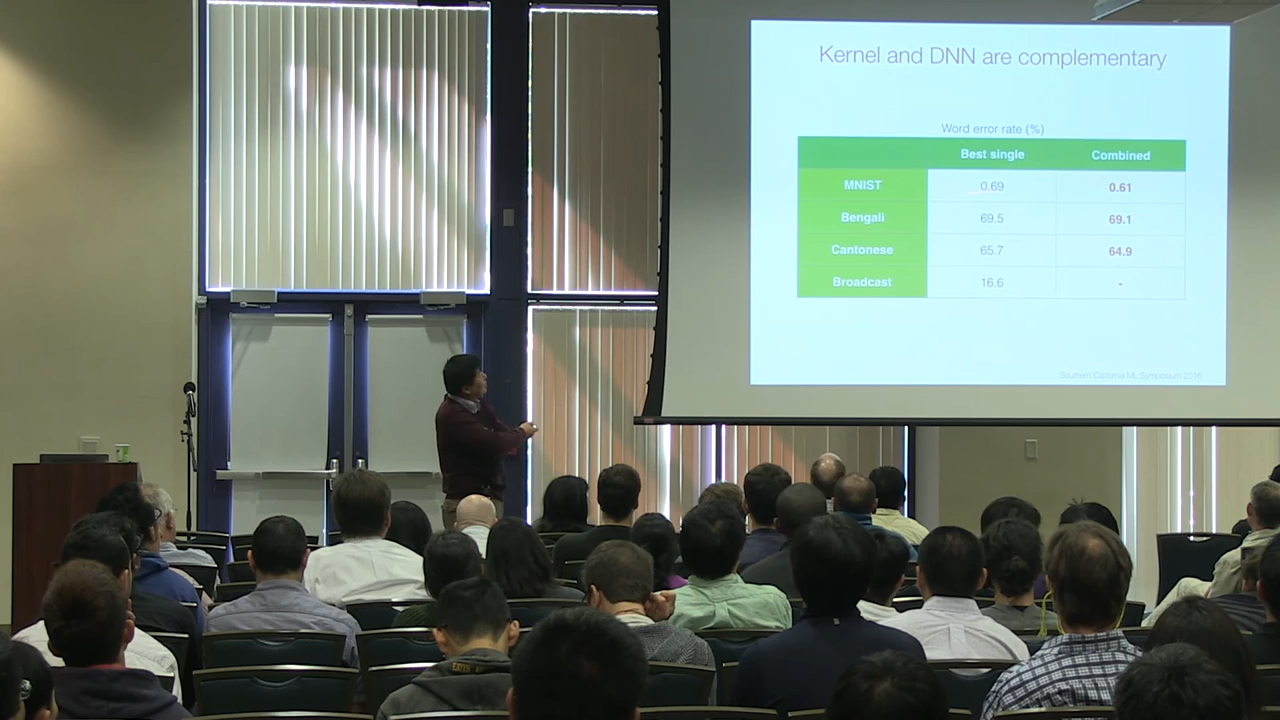 Kernel and DNN are complementary
Word error rate (%)
Best single Combined
MNIST 0.69 0.61
Bengali 69.5 69.1
Cantonese 65.7 64.9
Broadcast 16.6 -
Southern California ML Symposium 2016